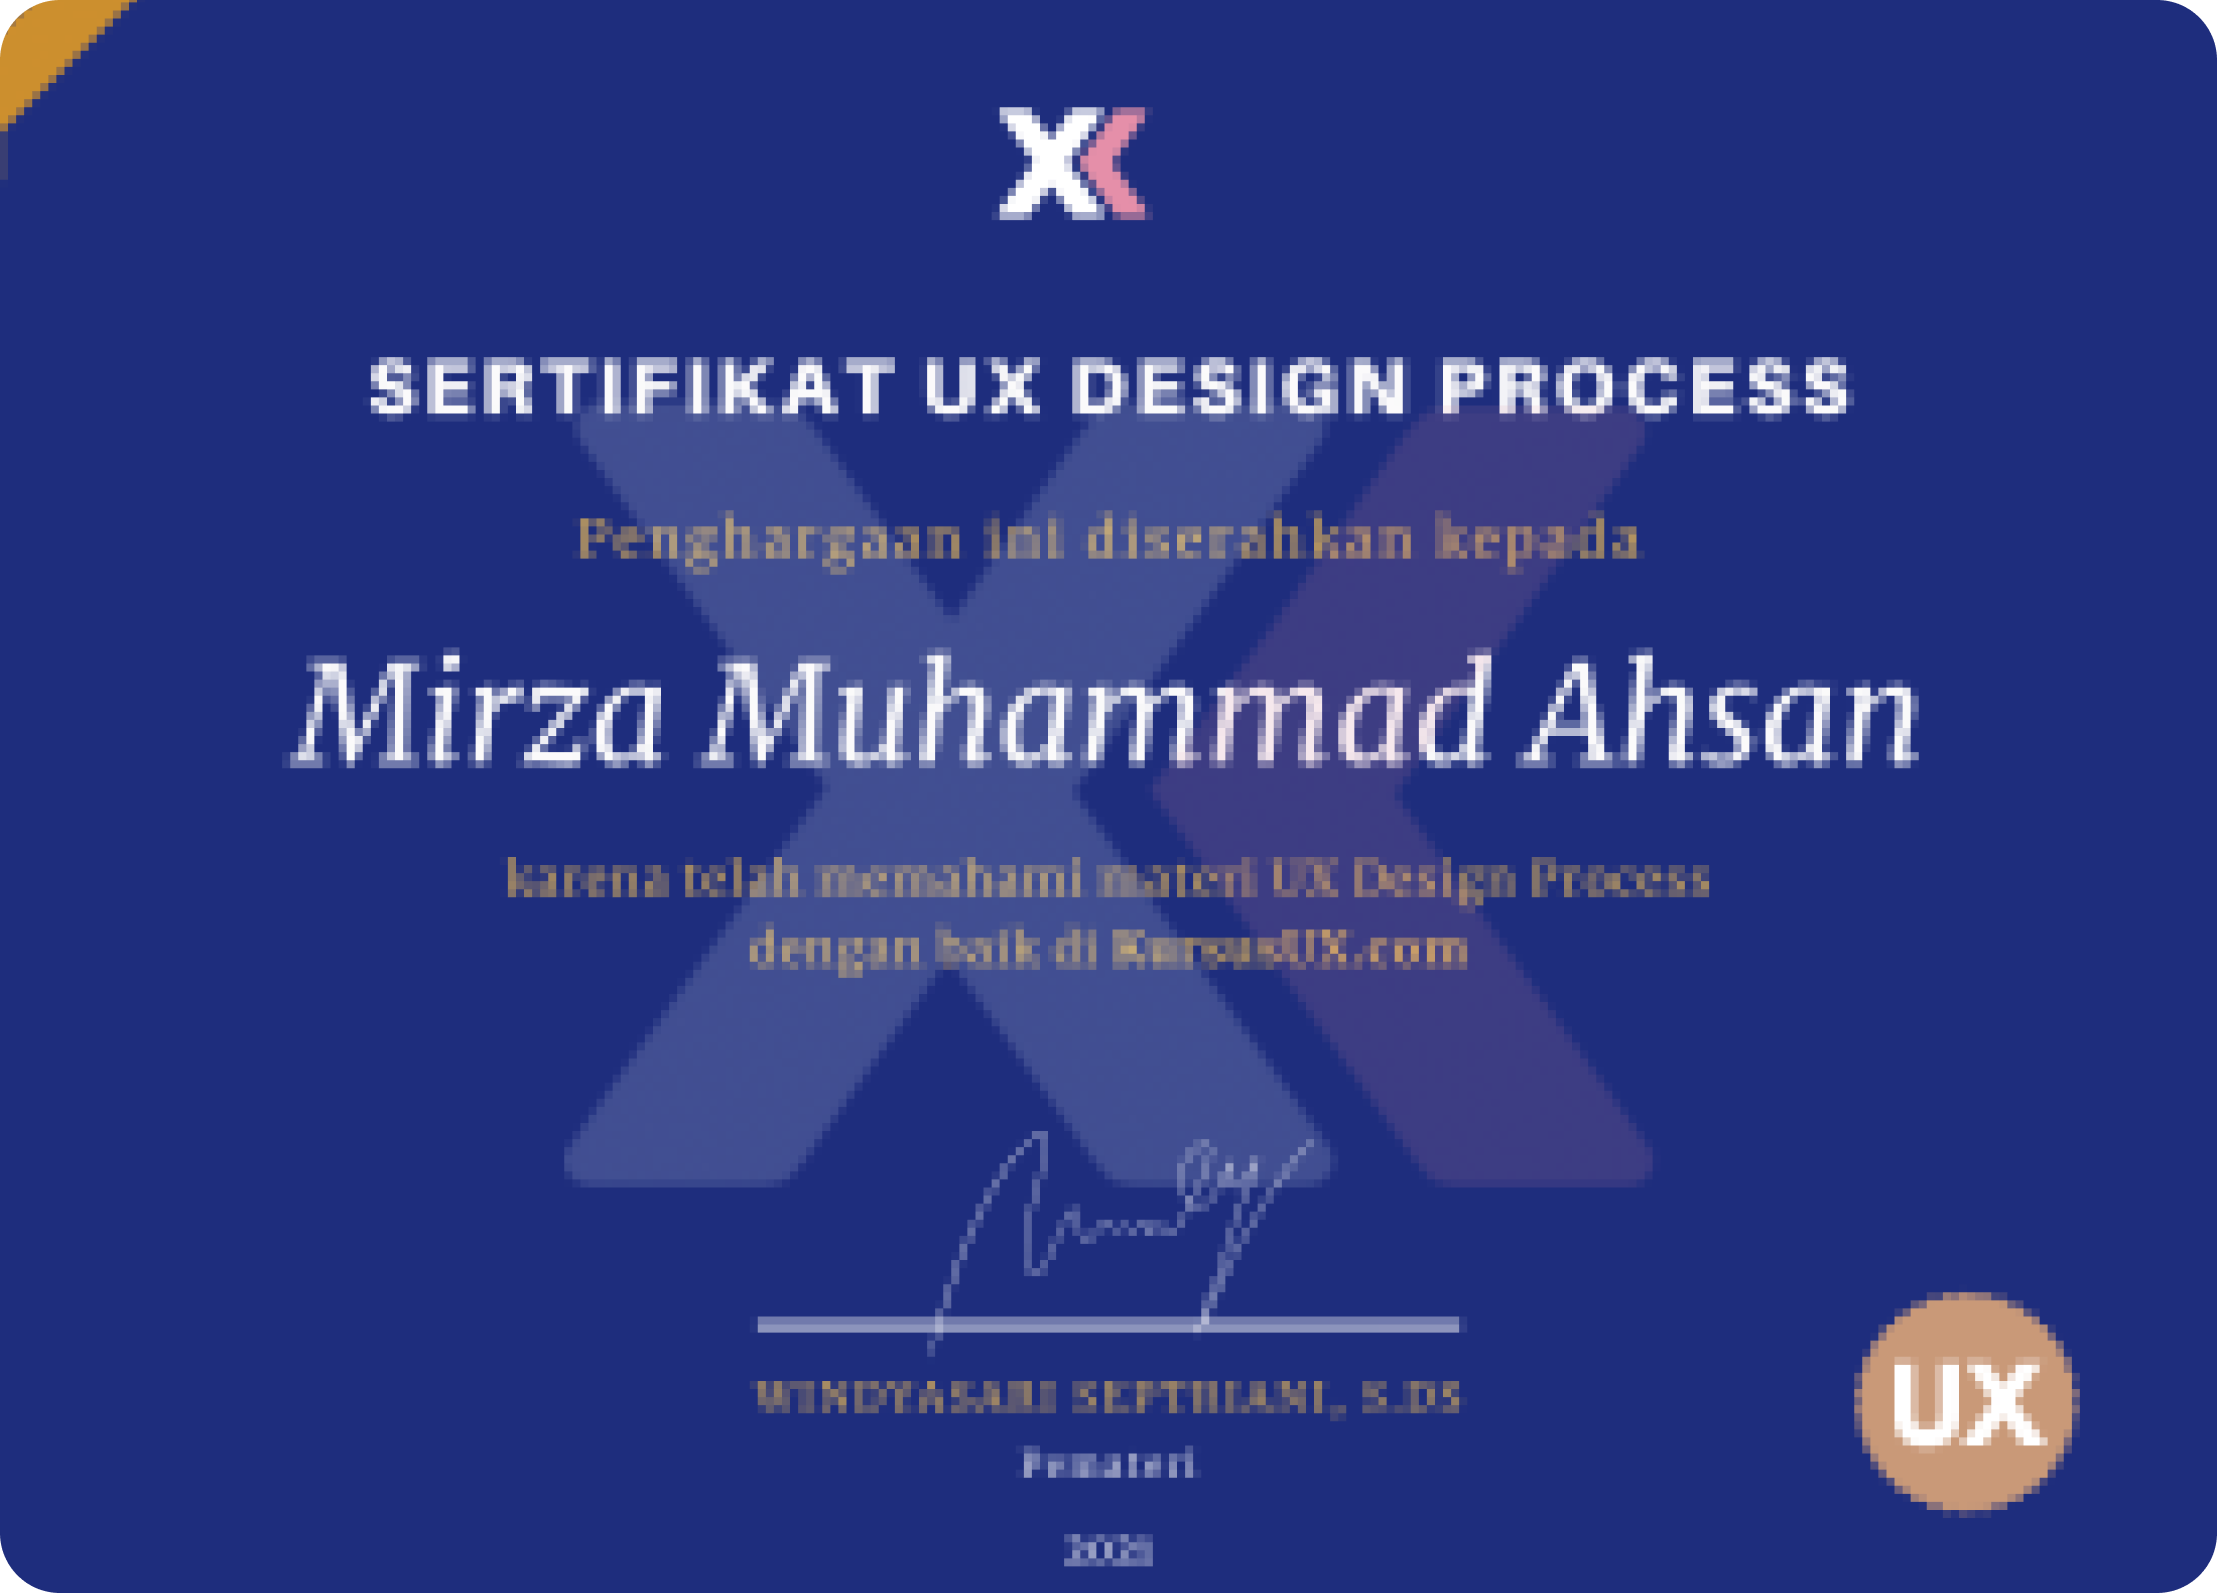 SERTIFIKAT UX DESIGN PROCESS
Penghargaan ini diserahkan kepada
Mirza Muhammad Ahsan
karena telah memahami materi UX Design Process
dengan baik di KursusUX.com
WINDYASARI SEPTRIANI, S.DS
Pemateri
UX